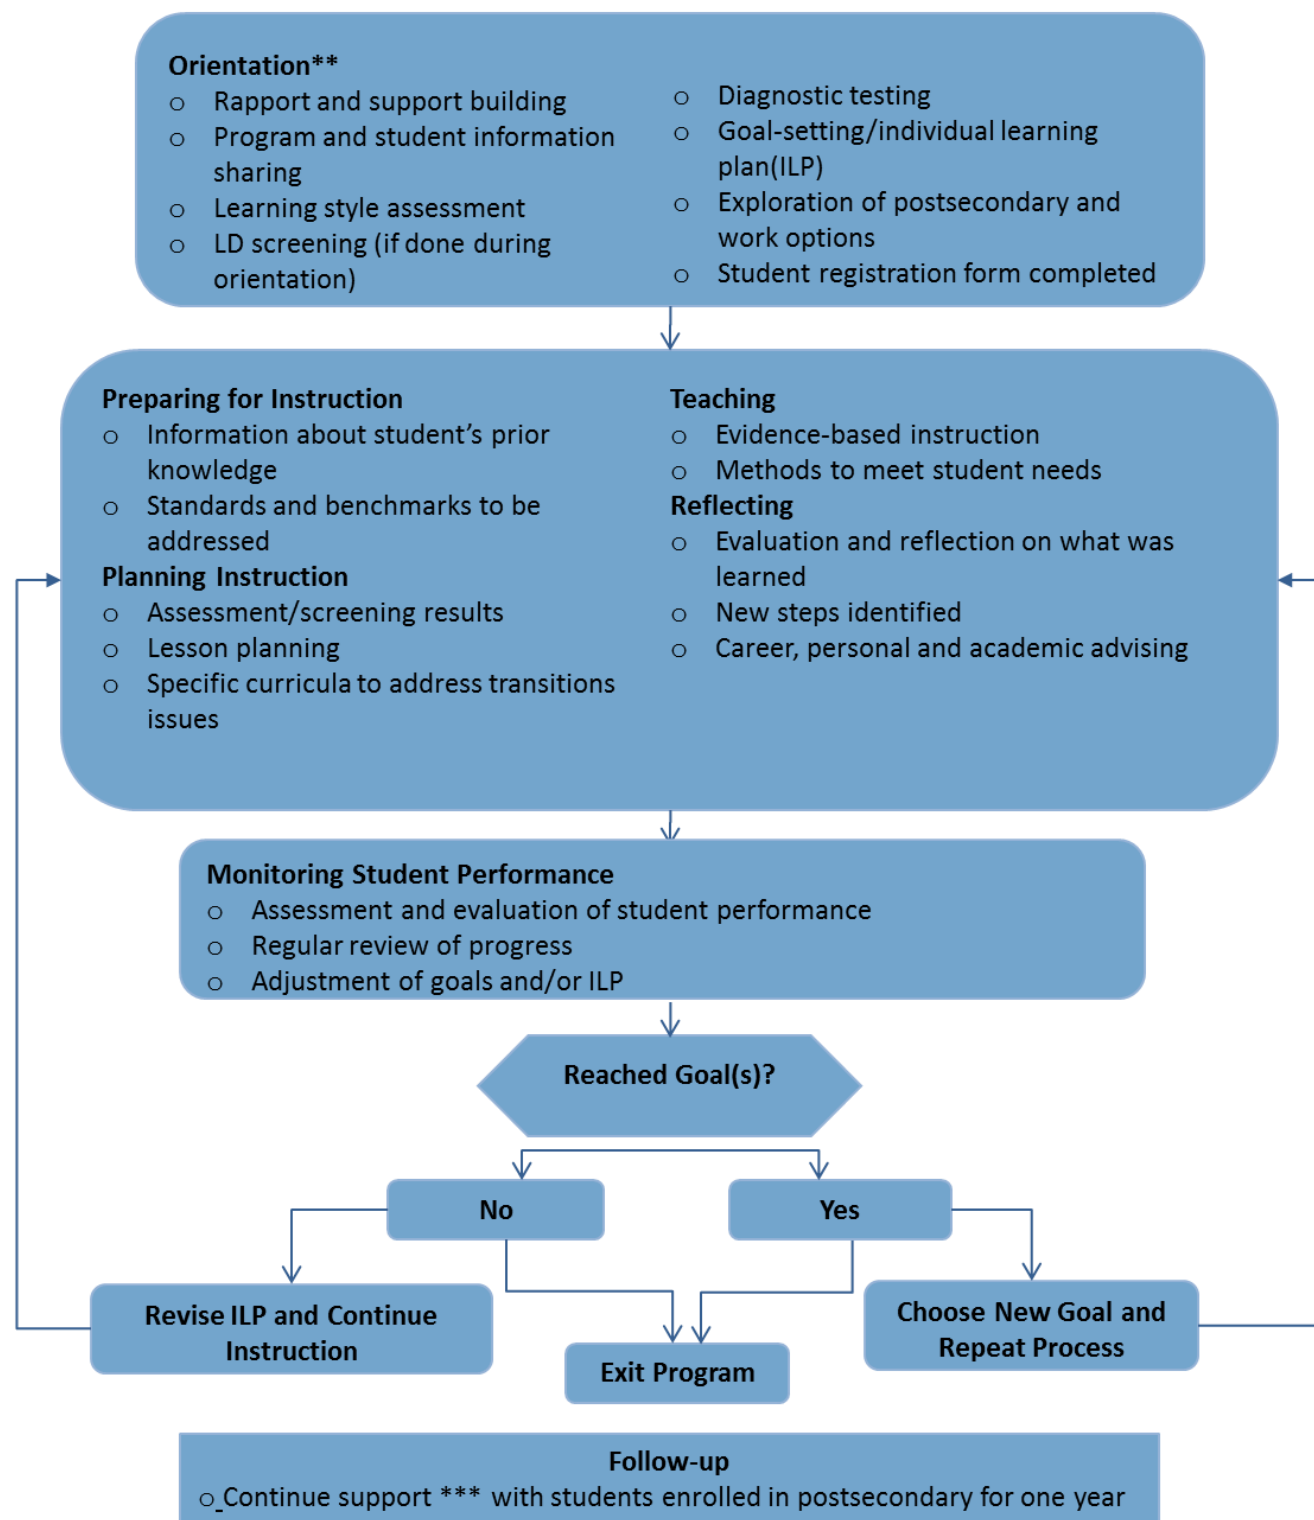 Orientation**
o Rapport and support building
o Program and student information
sharing
o Learning style assessment
o LD screening (if done during
orientation)
o Diagnostic testing
o Goal-setting/individual learning
plan(ILP)
o Exploration of postsecondary and
work options
o Student registration form completed
Preparing for Instruction
o Information about student’s prior
knowledge
o Standards and benchmarks to be
addressed
Planning Instruction
o Assessment/screening results
o Lesson planning
o Specific curricula to address transitions
issues
Teaching
o Evidence-based instruction
o Methods to meet student needs
Reflecting
o Evaluation and reflection on what was
learned
o New steps identified
o Career, personal and academic advising
Monitoring Student Performance
o Assessment and evaluation of student performance
o Regular review of progress
o Adjustment of goals and/or ILP
Reached Goal(s)?
No
Yes
Revise ILP and Continue
Instruction
Exit Program
Choose New Goal and
Repeat Process
Follow-up
o Continue support *** with students enrolled in postsecondary for one year